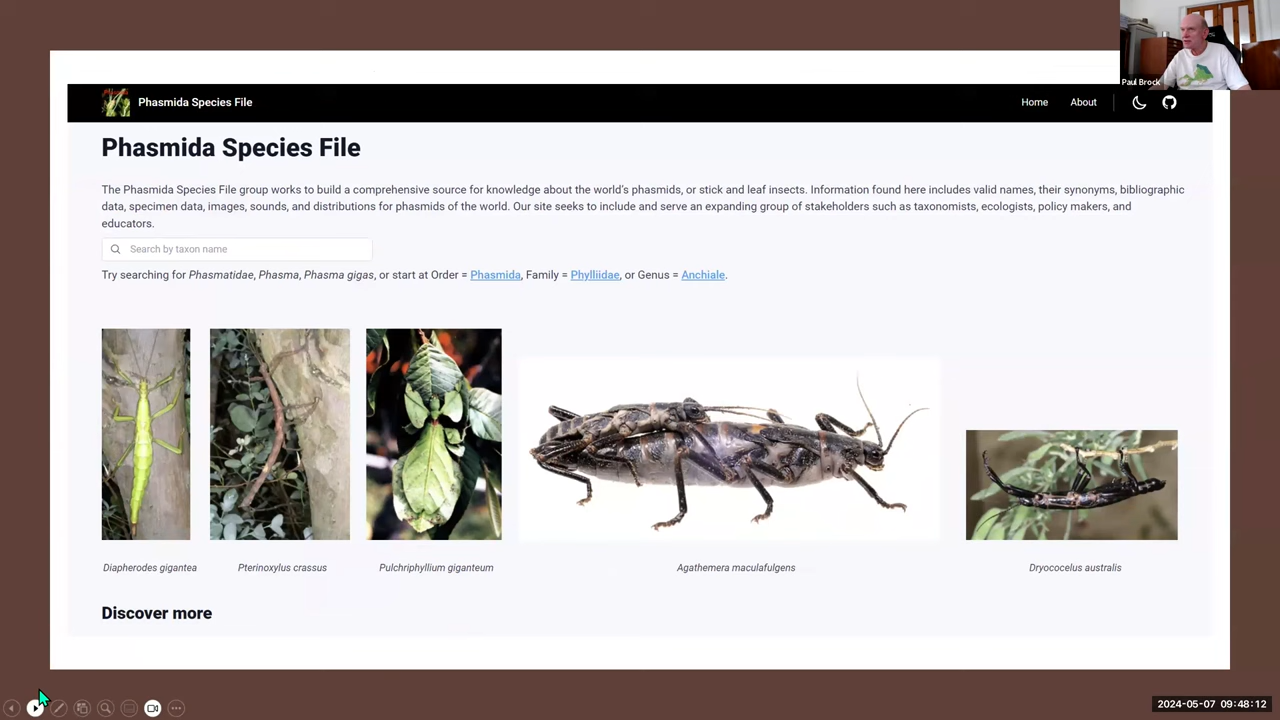 Paul Brock
Phasmida Species File
Home
About
Phasmida Species File
The Phasmida Species File group works to build a comprehensive source for knowledge about the world's phasmids, or stick and leaf insects. Information found here includes valid names, their synonyms, bibliographic
data, specimen data, images, sounds, and distributions for phasmids of the world. Our site seeks to include and serve an expanding group of stakeholders such as taxonomists, ecologists, policy makers, and
educators.
Search by taxon name
Try searching for Phasmatidae, Phasma, Phasma gigas, or start at Order = Phasmida, Family = Phylliidae, or Genus = Anchiale.
Diapherodes gigantea
Pterinoxylus crassus
Pulchriphyllium giganteum
Agathemera maculafulgens
Dryococelus australis
Discover more
2024-05-07 09:48:12